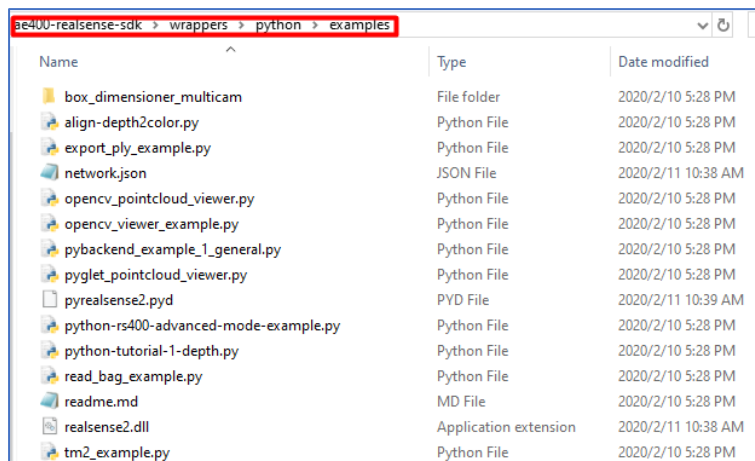 ae400-realsense-sdk > wrappers > python > examples
Name Type Date modified
box_dimensioner_multicam File folder 2020/2/10 5:28 PM
align-depth2color.py Python File 2020/2/10 5:28 PM
export_ply_example.py Python File 2020/2/10 5:28 PM
network.json JSON File 2020/2/11 10:38 AM
opencv_pointcloud_viewer.py Python File 2020/2/10 5:28 PM
opencv_viewer_example.py Python File 2020/2/10 5:28 PM
pybackend_example_1_general.py Python File 2020/2/10 5:28 PM
pyglet_pointcloud_viewer.py Python File 2020/2/10 5:28 PM
pyrealsense2.pyd PYD File 2020/2/11 10:39 AM
python-rs400-advanced-mode-example.py Python File 2020/2/10 5:28 PM
python-tutorial-1-depth.py Python File 2020/2/10 5:28 PM
read_bag_example.py Python File 2020/2/10 5:28 PM
readme.md MD File 2020/2/10 5:28 PM
realsense2.dll Application extension 2020/2/11 10:38 AM
tm2_example.py Python File 2020/2/10 5:28 PM